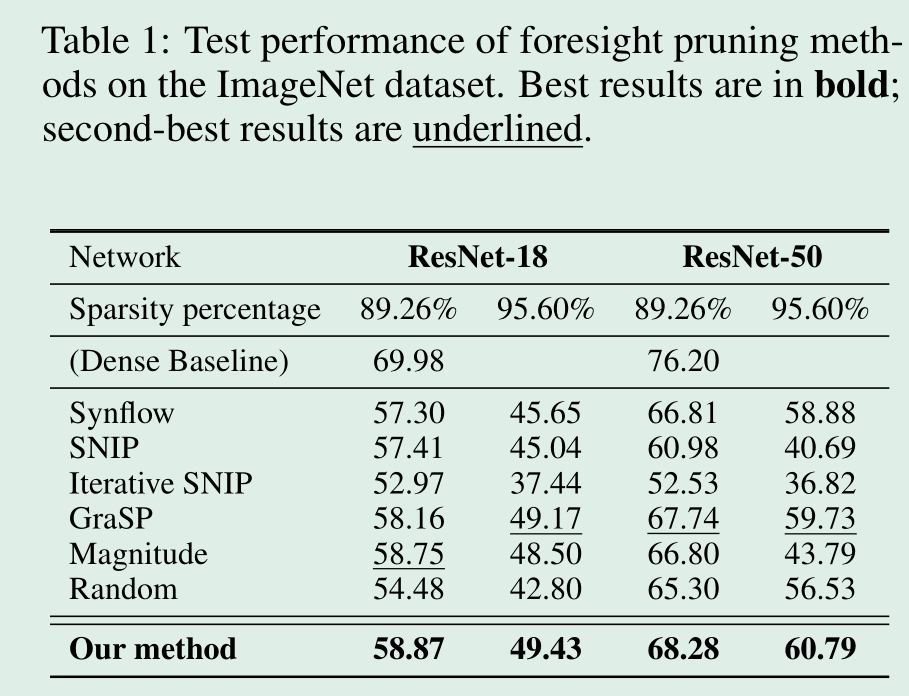 Table 1: Test performance of foresight pruning meth-
ods on the ImageNet dataset. Best results are in bold;
second-best results are underlined.
Network ResNet-18 ResNet-50
Sparsity percentage 89.26% 95.60% 89.26% 95.60%
(Dense Baseline) 69.98 76.20
Synflow 57.30 45.65 66.81 58.88
SNIP 57.41 45.04 60.98 40.69
Iterative SNIP 52.97 37.44 52.53 36.82
GraSP 58.16 49.17 67.74 59.73
Magnitude 58.75 48.50 66.80 43.79
Random 54.48 42.80 65.30 56.53
Our method 58.87 49.43 68.28 60.79